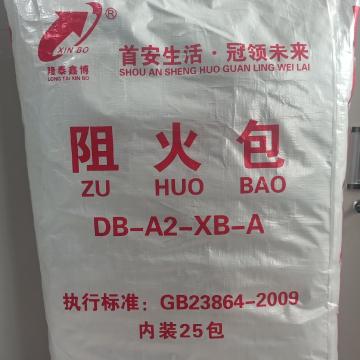 ®
XIN BO
隆泰鑫博
LONG TAI XIN BO
首安生活·冠领未来
SHOU AN SHENG HUO GUAN LING WEI LAI
阻火包
ZU HUO BAO
DB-A2-XB-A
执行标准：GB23864-2009
内装25包